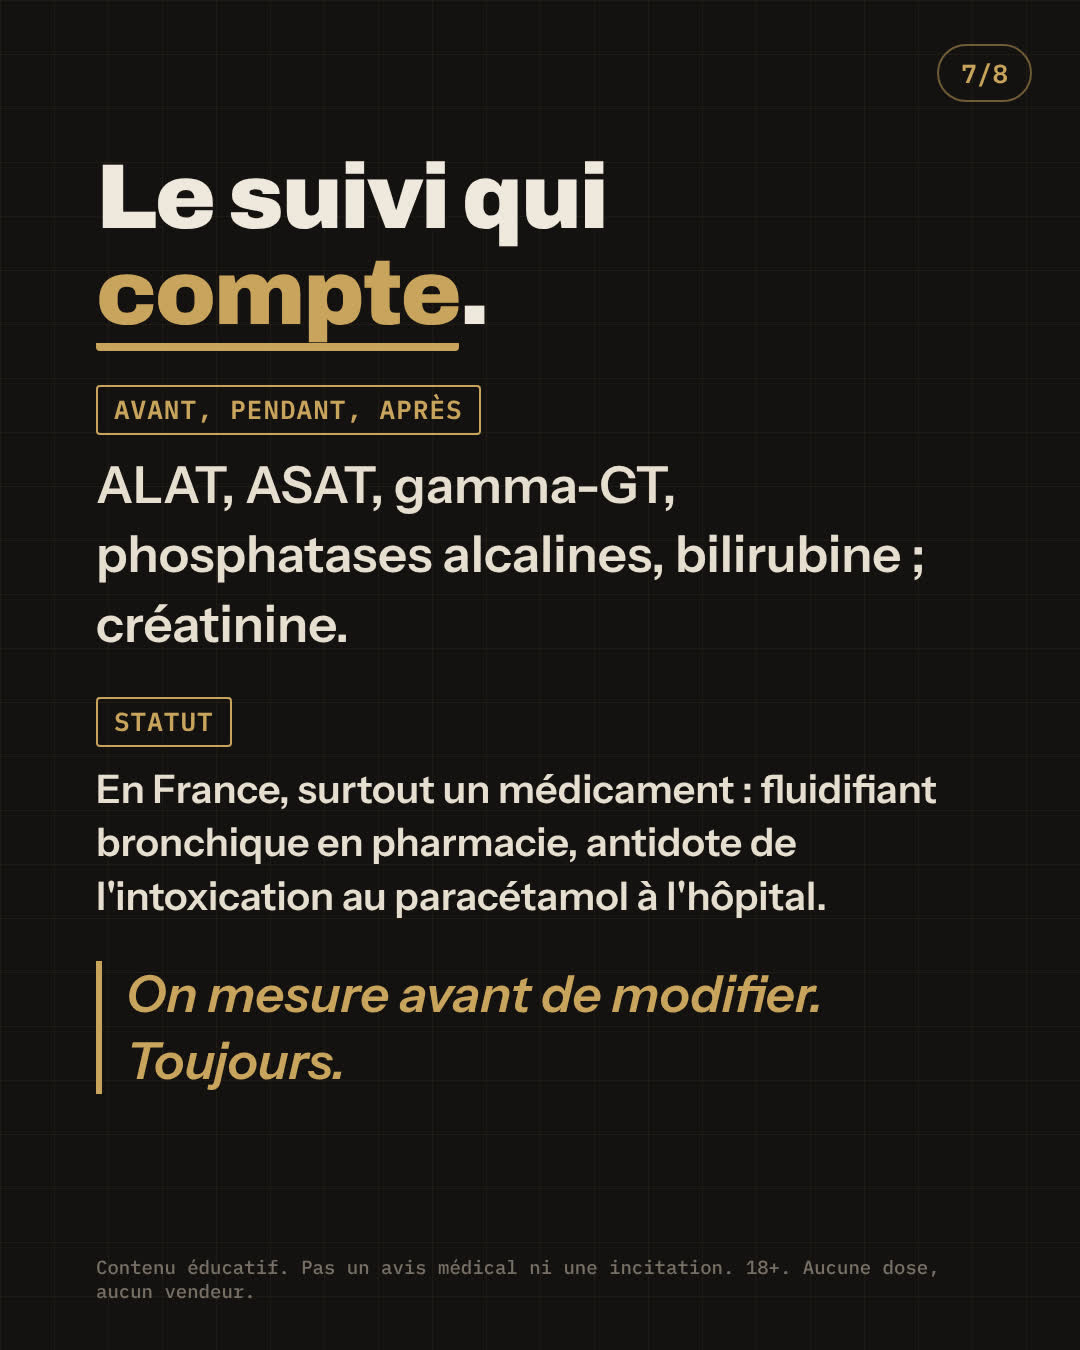 7/8
Le suivi qui
compte.
AVANT, PENDANT, APRÈS
ALAT, ASAT, gamma-GT,
phosphatases alcalines, bilirubine ;
créatinine.
STATUT
En France, surtout un médicament : fluidifiant
bronchique en pharmacie, antidote de
l'intoxication au paracétamol à l'hôpital.
On mesure avant de modifier.
Toujours.
Contenu éducatif. Pas un avis médical ni une incitation. 18+. Aucune dose,
aucun vendeur.